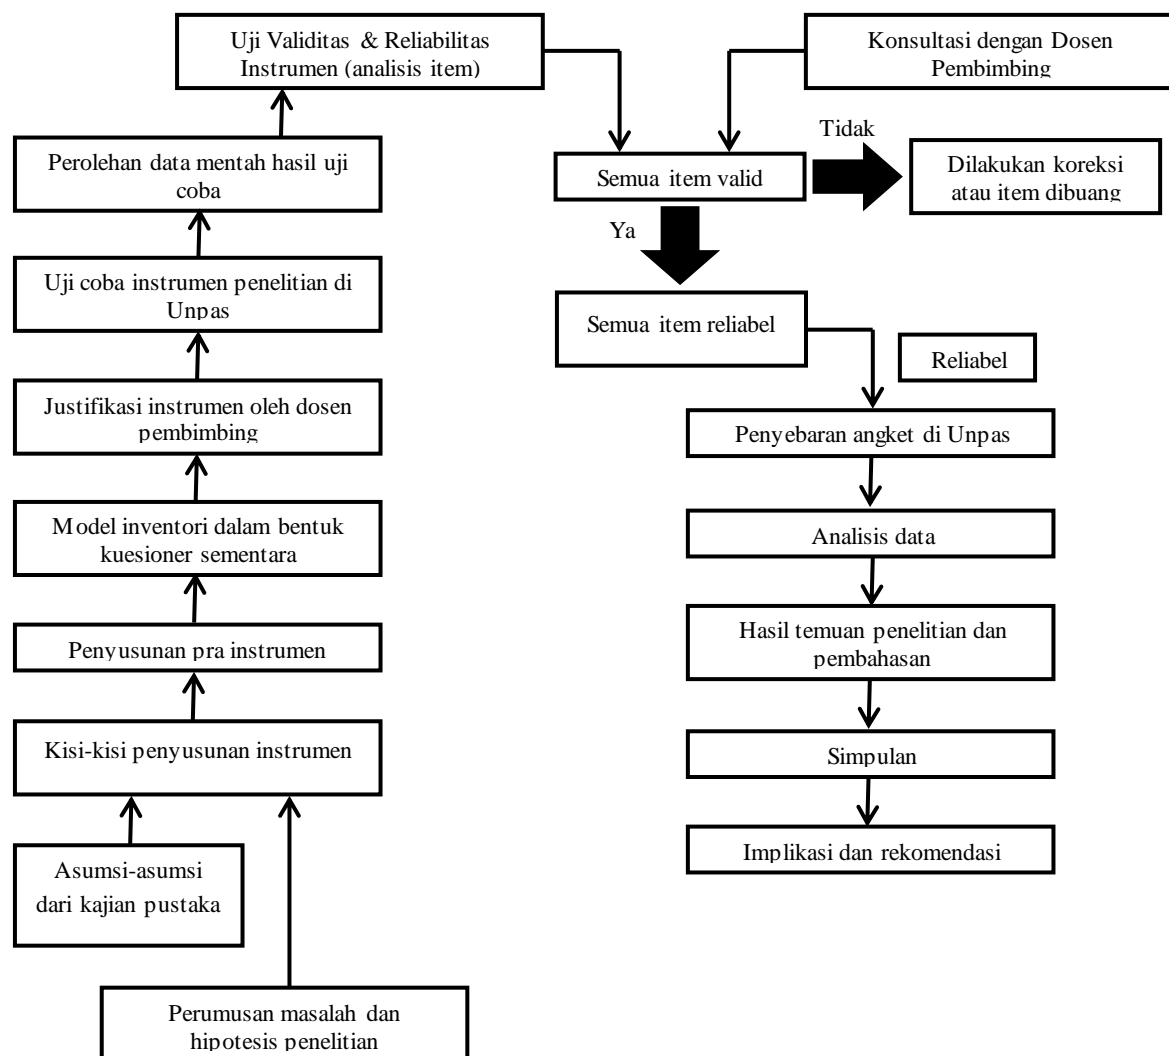 Uji Validitas & Reliabilitas
Instrumen (analisis item)
Konsultasi dengan Dosen
Pembimbing
Tidak
Perolehan data mentah hasil uji
coba
Semua item valid
Dilakukan koreksi
atau item dibuang
Ya
Uji coba instrumen penelitian di
Unpas
Semua item reliabel
Reliabel
Justifikasi instrumen oleh dosen
pembimbing
Penyebaran angket di Unpas
Model inventori dalam bentuk
kuesioner sementara
Analisis data
Penyusunan pra instrumen
Hasil temuan penelitian dan
pembahasan
Kisi-kisi penyusunan instrumen
Simpulan
Implikasi dan rekomendasi
Asumsi-asumsi
dari kajian pustaka
Perumusan masalah dan
hipotesis penelitian